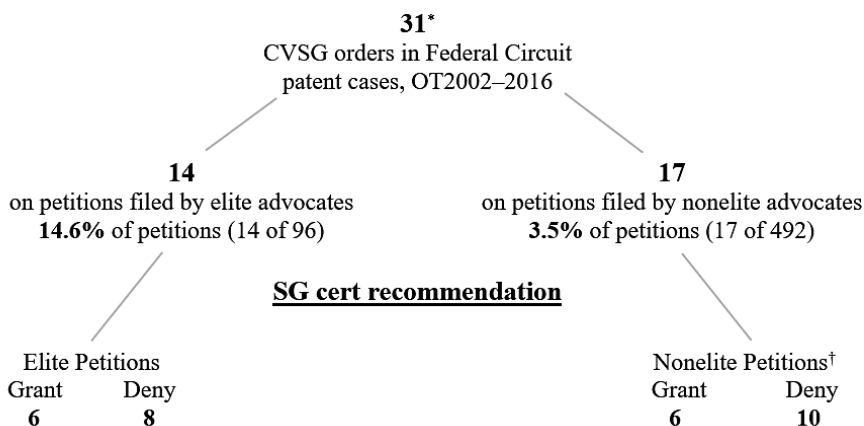 31*
CVSG orders in Federal Circuit
patent cases, OT2002–2016
14
on petitions filed by elite advocates
14.6% of petitions (14 of 96)
17
on petitions filed by nonelite advocates
3.5% of petitions (17 of 492)
SG cert recommendation
Elite Petitions
Grant Deny
6 8
Nonelite Petitions†
Grant Deny
6 10